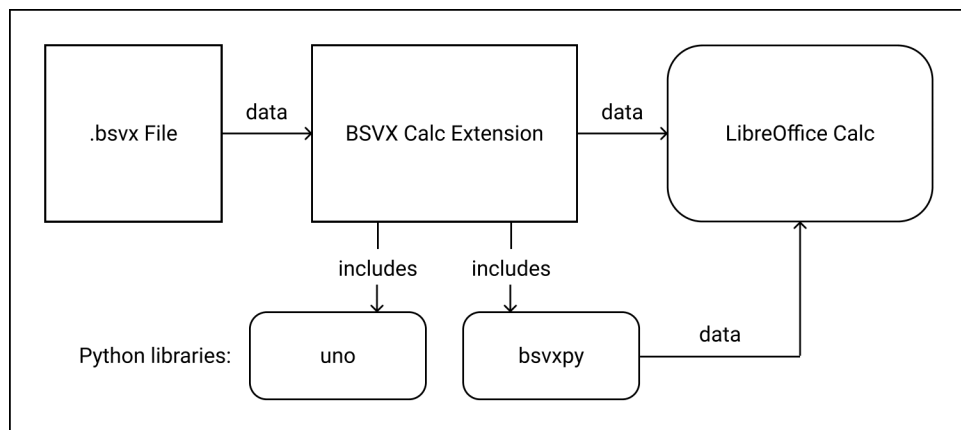 data
data
.bsvx File
BSVX Calc Extension
LibreOffice Calc
includes
includes
data
Python libraries:
uno
bsvxpy